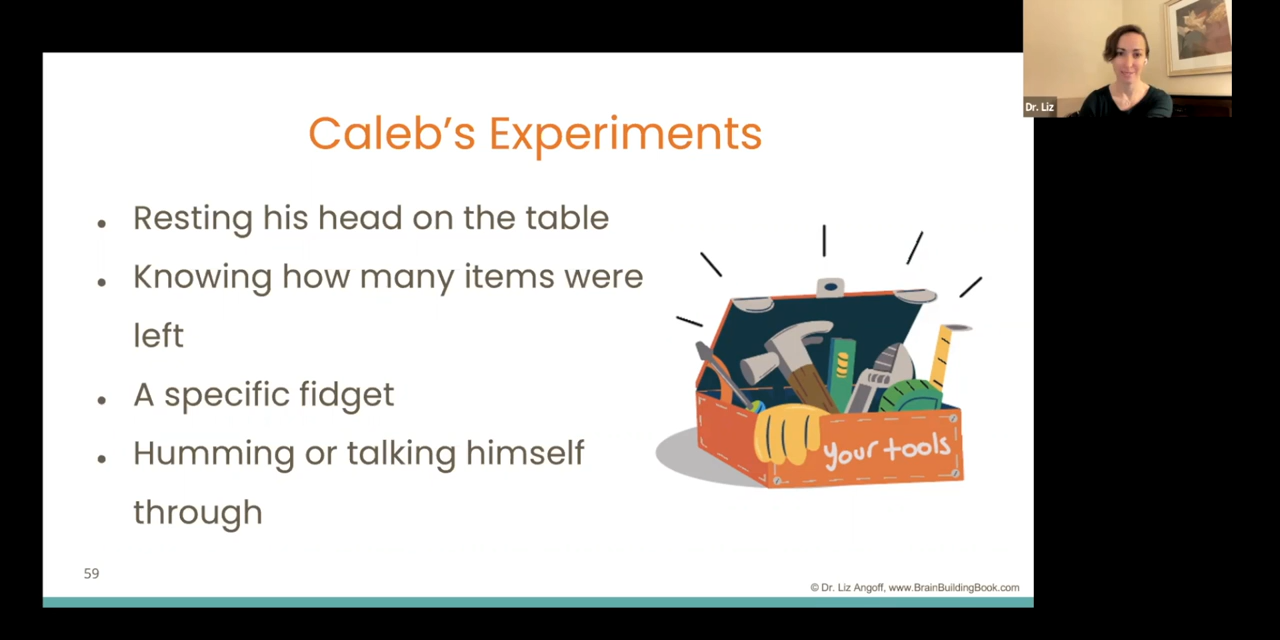 Caleb's Experiments
• Resting his head on the table
• Knowing how many items were
left
• A specific fidget
• Humming or talking himself
through
your tools
59
© Dr. Liz Angoff, www.BrainBuildingBook.com
Dr. Liz